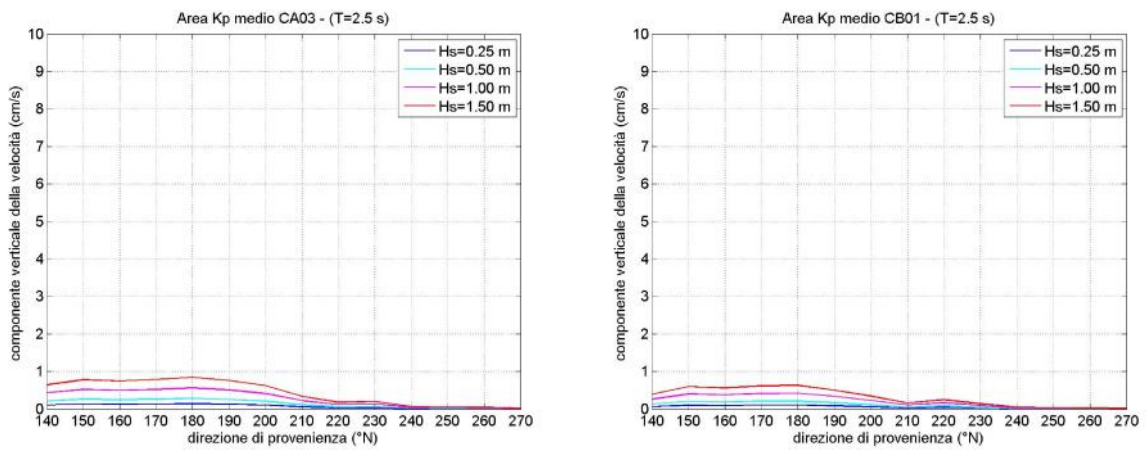 Area Kp medio CA03 - (T=2.5 s)
componente verticale della velocità (cm/s)
10
9
8
7
6
5
4
3
2
1
0
Hs=0.25 m
Hs=0.50 m
Hs=1.00 m
Hs=1.50 m
140 150 160 170 180 190 200 210 220 230 240 250 260 270
direzione di provenienza (°N)
Area Kp medio CB01 - (T=2.5 s)
componente verticale della velocità (cm/s)
10
9
8
7
6
5
4
3
2
1
0
Hs=0.25 m
Hs=0.50 m
Hs=1.00 m
Hs=1.50 m
140 150 160 170 180 190 200 210 220 230 240 250 260 270
direzione di provenienza (°N)